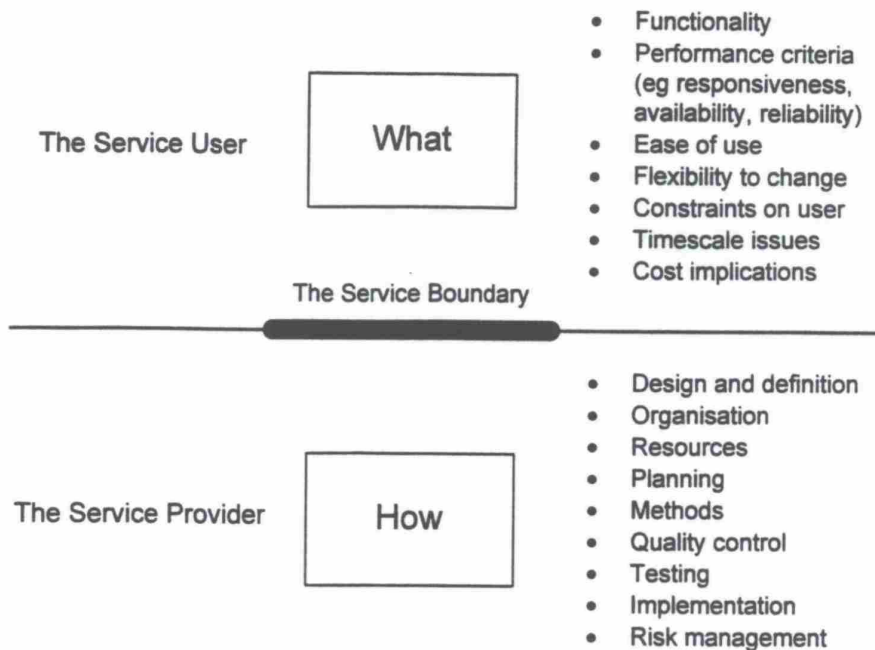 • Functionality
• Performance criteria
(eg responsiveness,
availability, reliability)
• Ease of use
• Flexibility to change
• Constraints on user
• Timescale issues
• Cost implications
The Service User
What
The Service Boundary
• Design and definition
• Organisation
• Resources
• Planning
• Methods
• Quality control
• Testing
• Implementation
• Risk management
The Service Provider
How